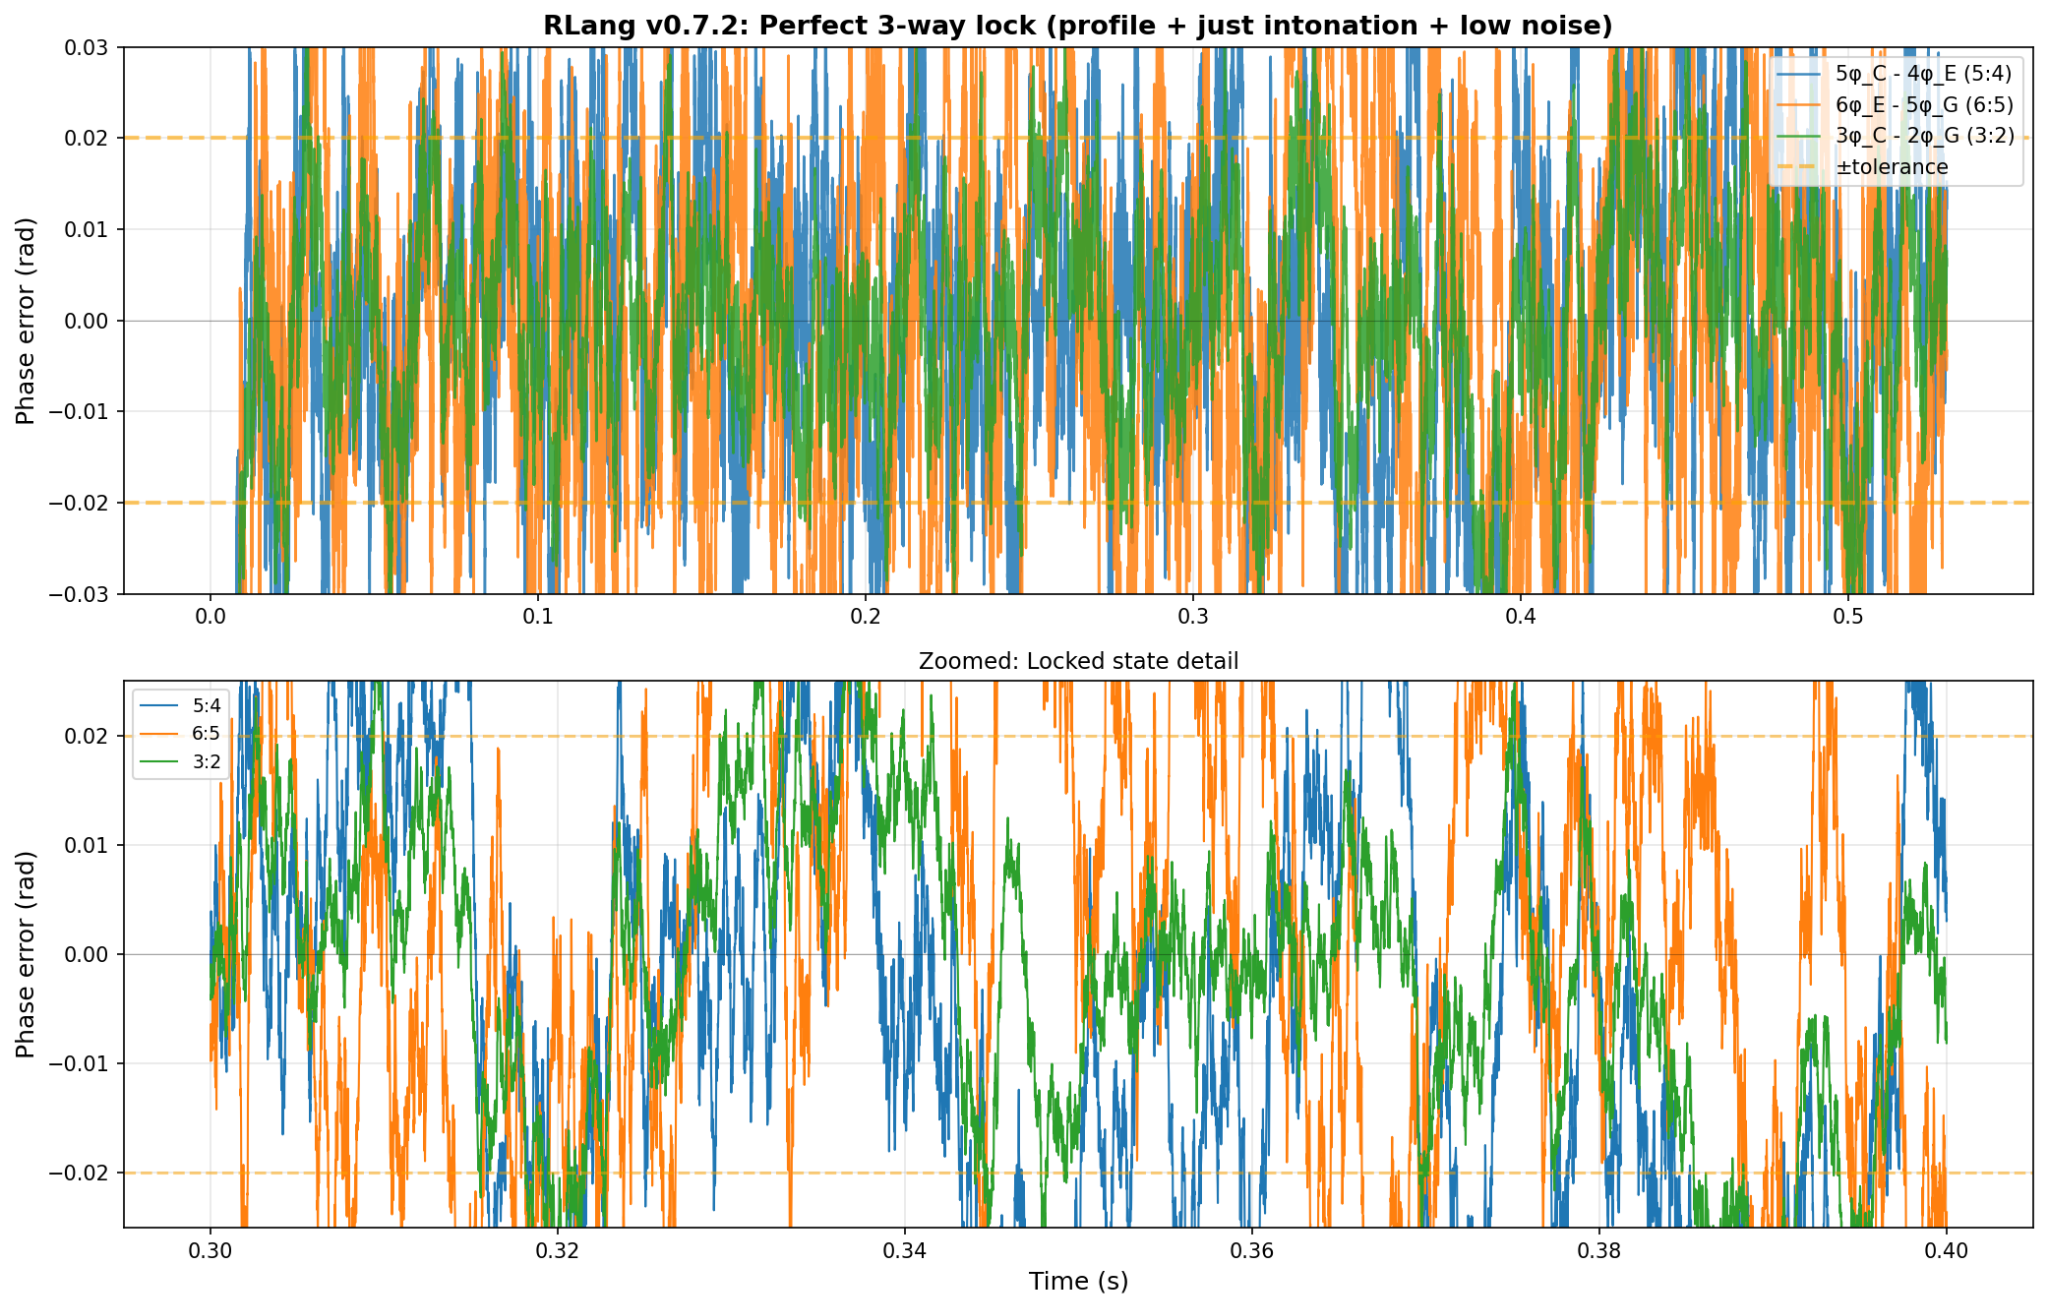 RLang v0.7.2: Perfect 3-way lock (profile + just intonation + low noise)
Phase error (rad)
0.03
0.02
0.01
0.00
−0.01
−0.02
−0.03
5φ_C - 4φ_E (5:4)
6φ_E - 5φ_G (6:5)
3φ_C - 2φ_G (3:2)
±tolerance
0.0 0.1 0.2 0.3 0.4 0.5
Zoomed: Locked state detail
Phase error (rad)
0.02
0.01
0.00
−0.01
−0.02
5:4
6:5
3:2
0.30 0.32 0.34 0.36 0.38 0.40
Time (s)